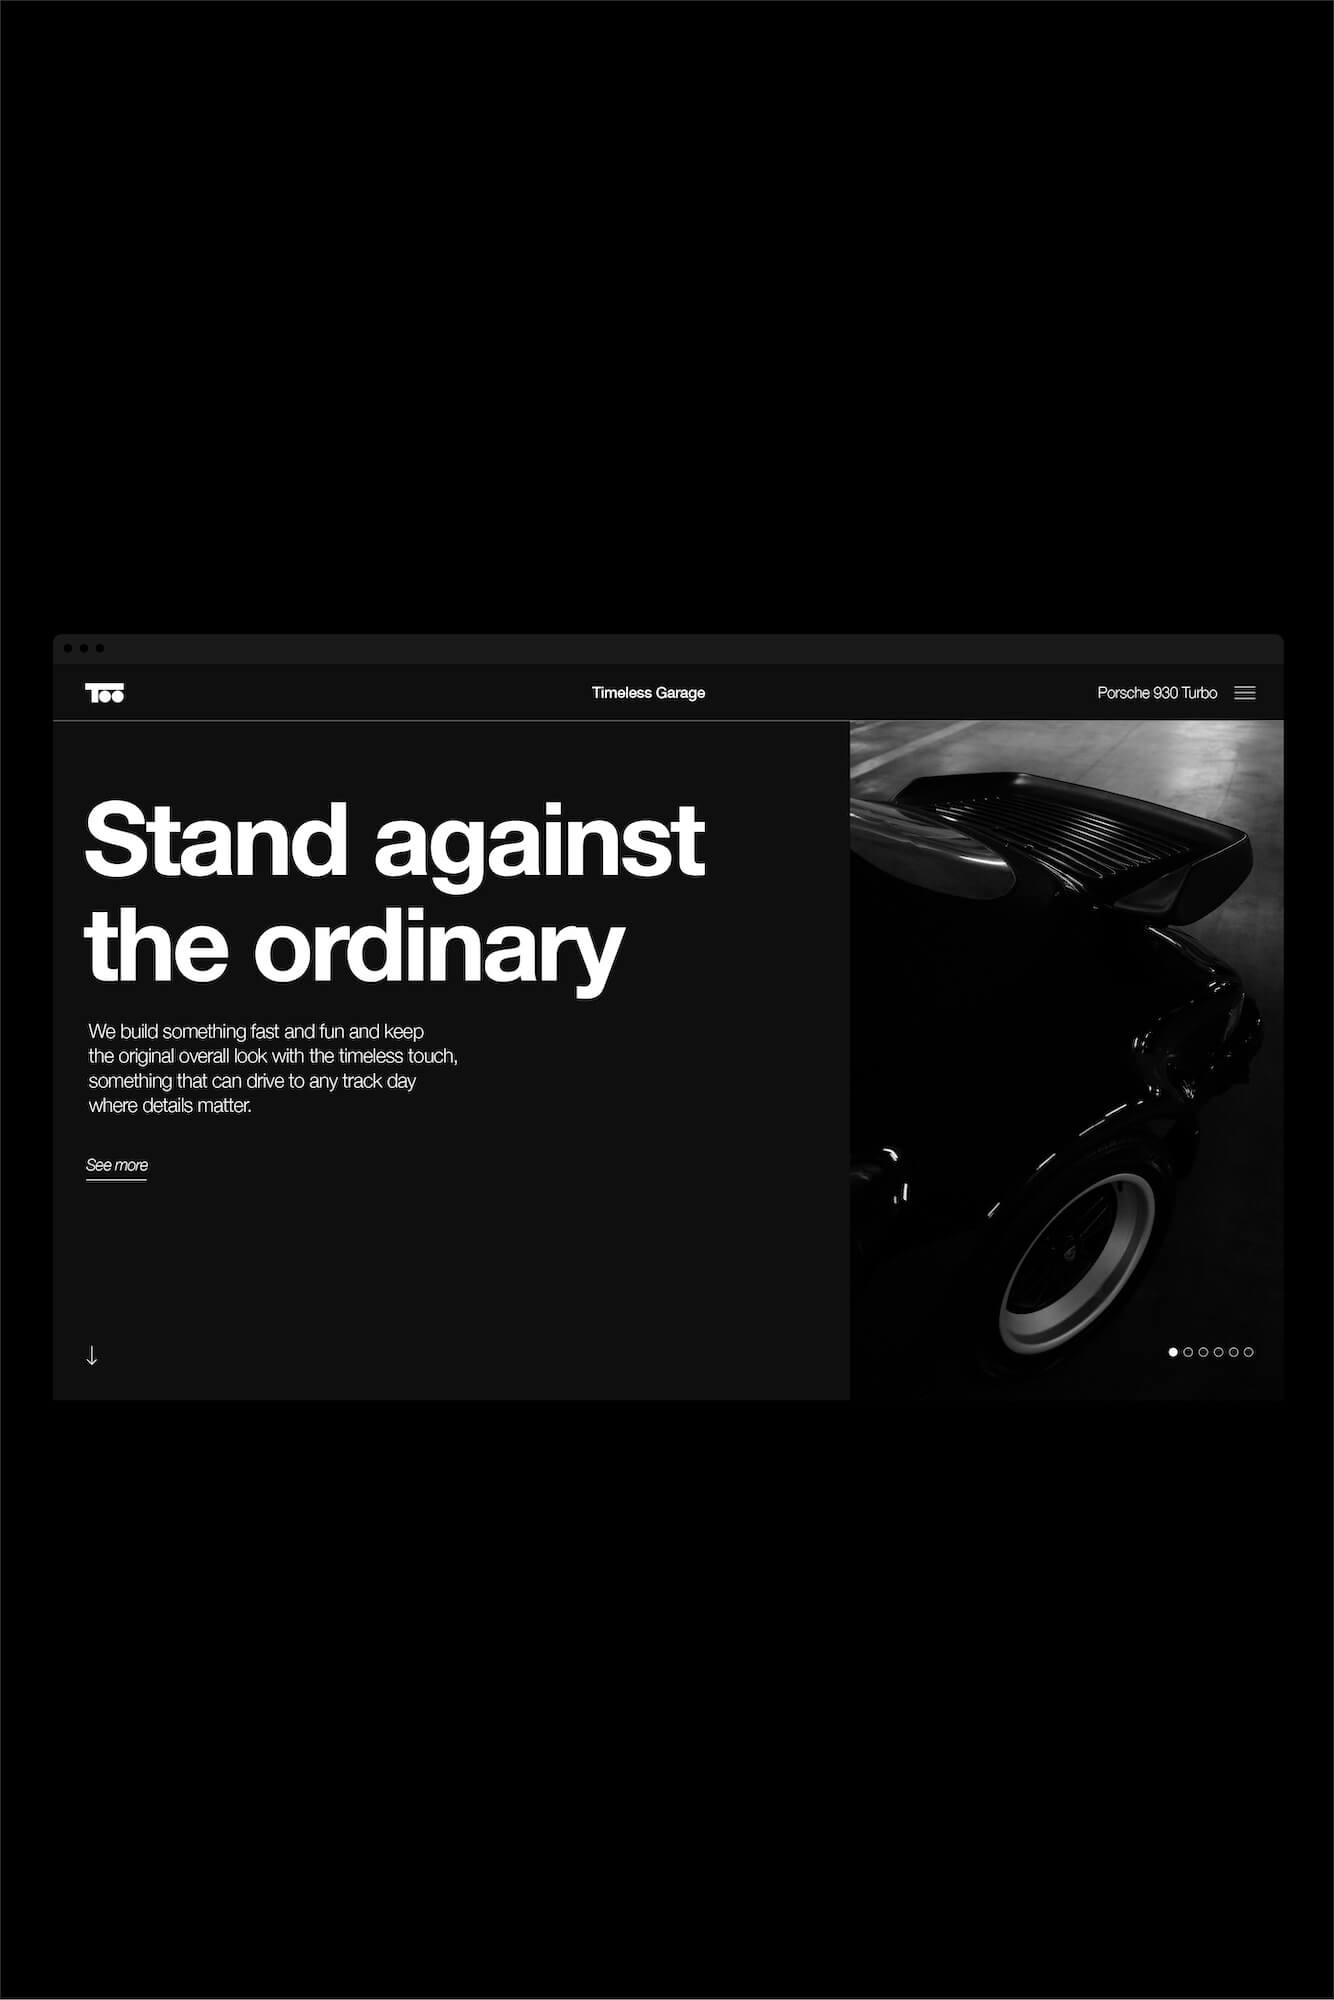 Too
Timeless Garage
Porsche 930 Turbo
Stand against
the ordinary
We build something fast and fun and keep
the original overall look with the timeless touch,
something that can drive to any track day
where details matter.
See more